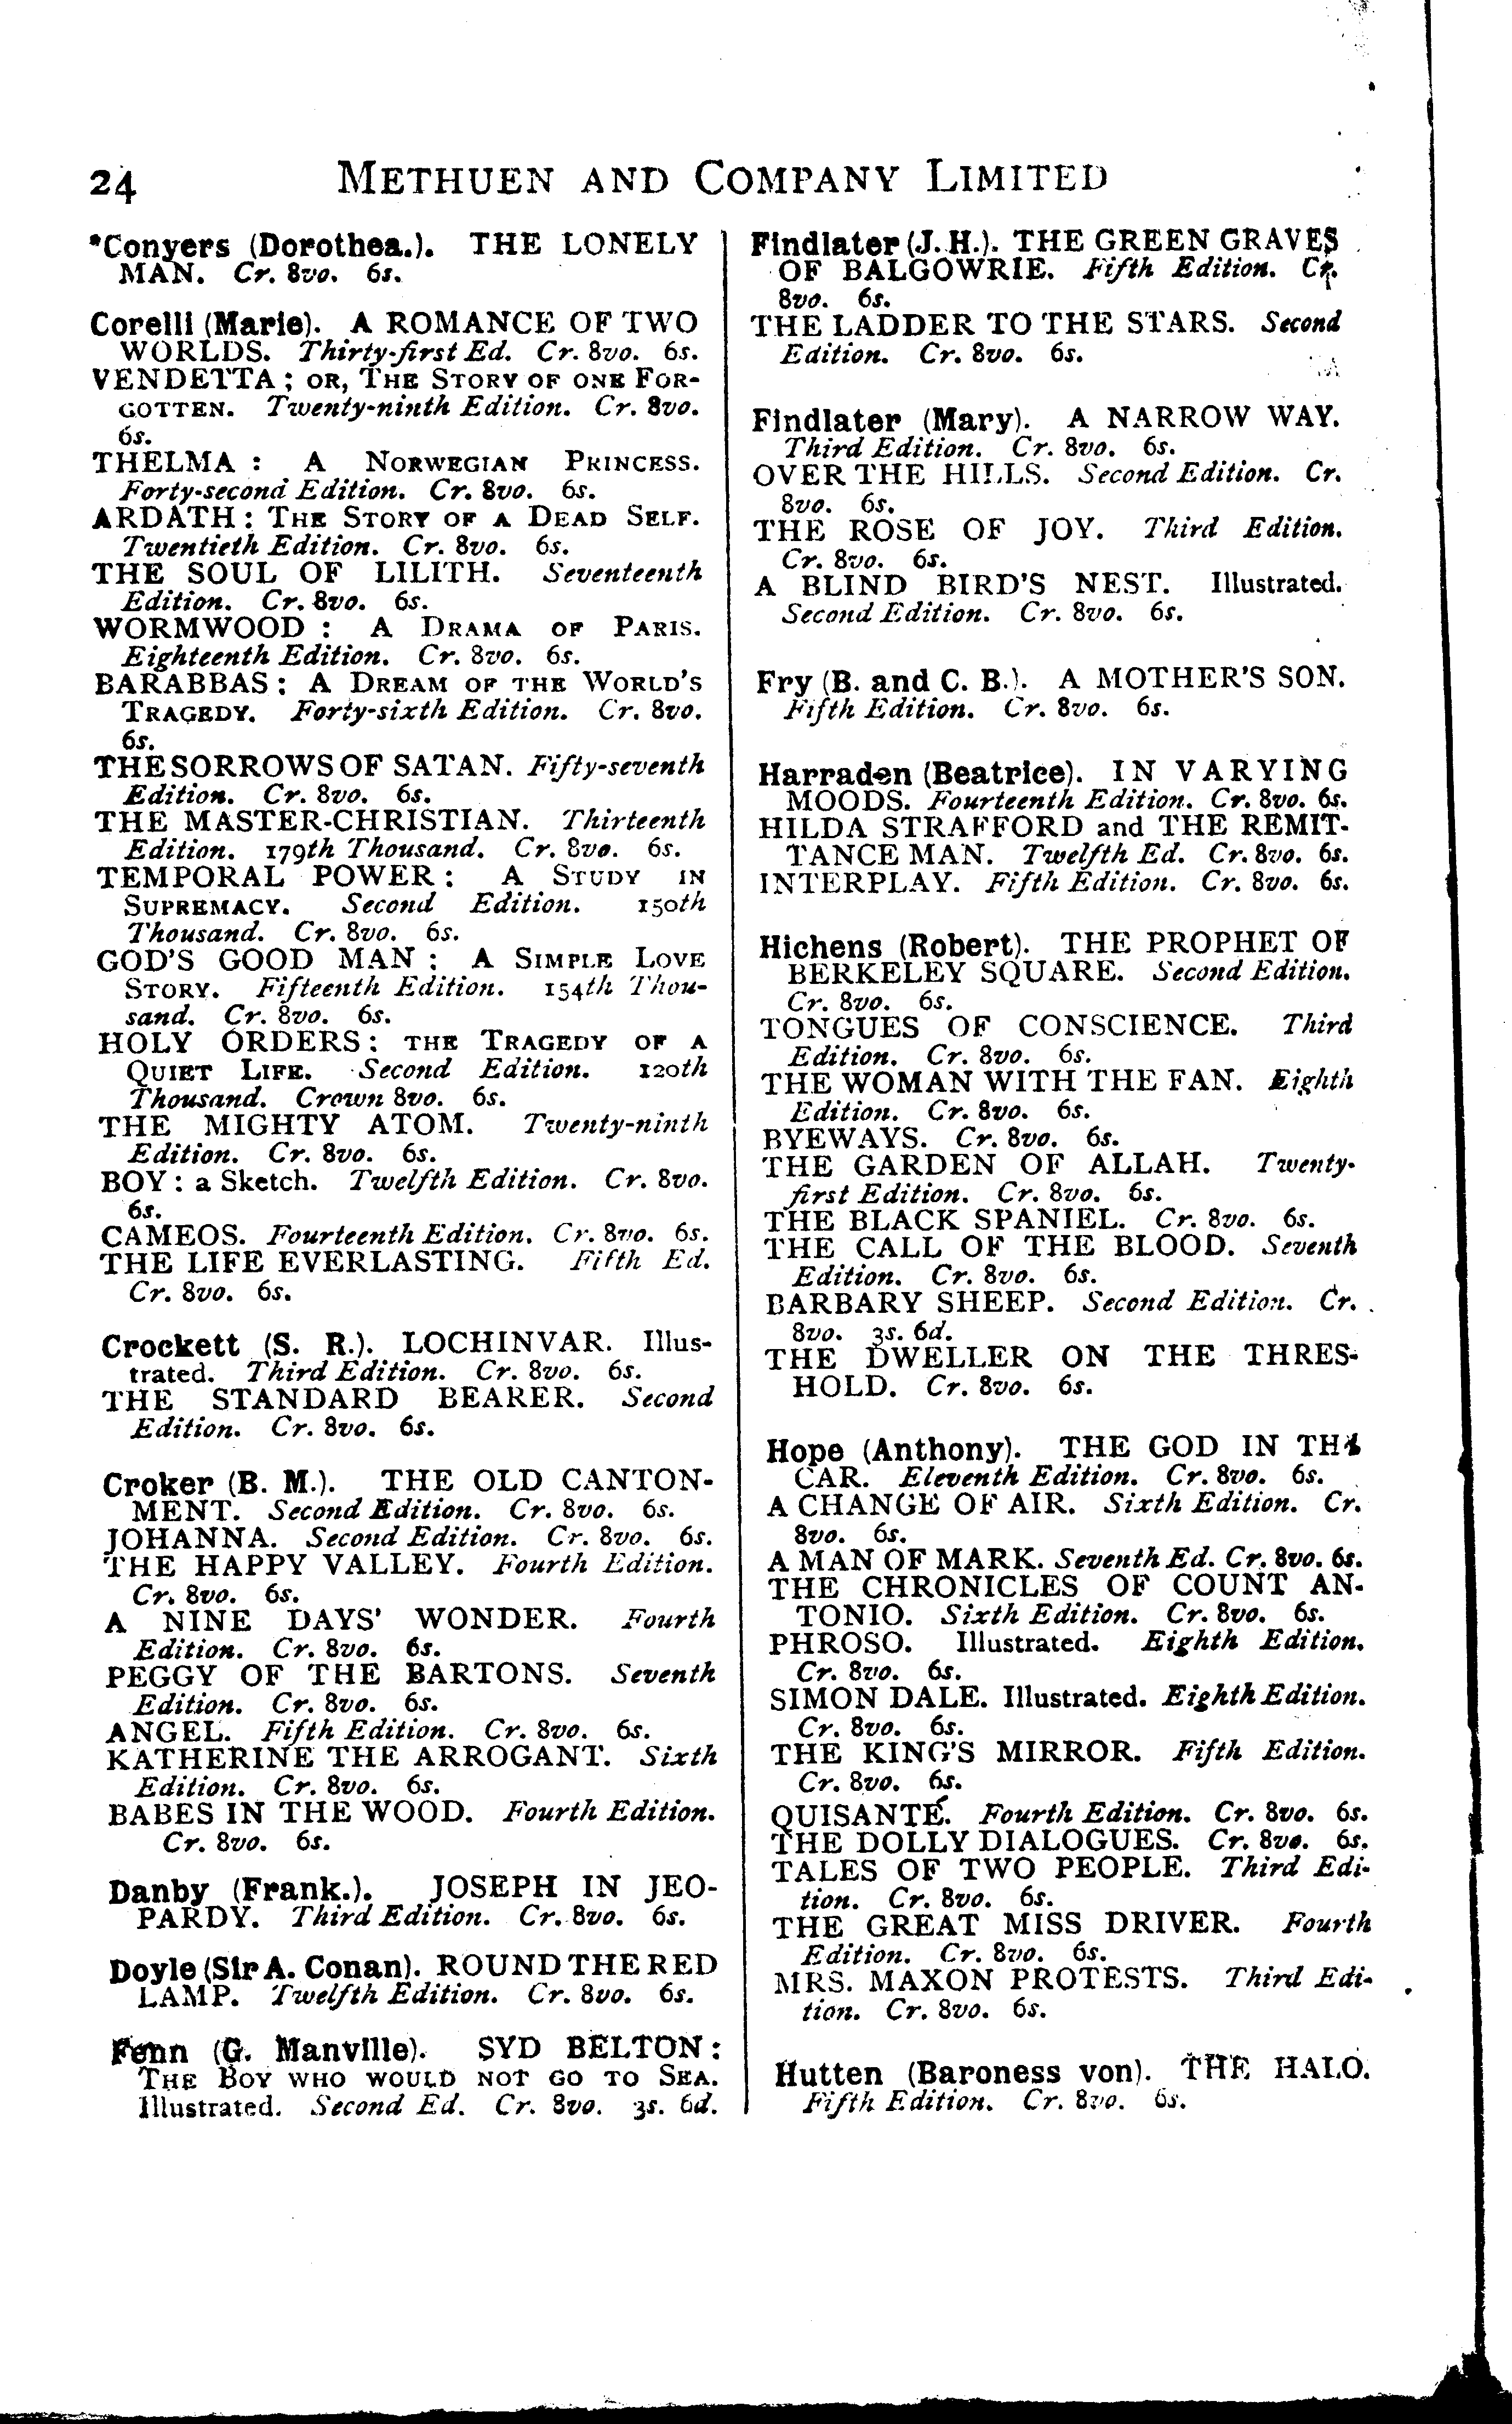 24 METHUEN AND COMPANY LIMITED
*Conyers (Dorothea.). THE LONELY
MAN. Cr. 8vo. 6s.
Corelli (Marie). A ROMANCE OF TWO
WORLDS. Thirty-first Ed. Cr. 8vo. 6s.
VENDETTA; OR, THE STORY OF ONE FOR-
GOTTEN. Twenty-ninth Edition. Cr. 8vo.
6s.
THELMA: A NORWEGIAN PRINCESS.
Forty-second Edition. Cr. 8vo. 6s.
ARDATH: THE STORY OF A DEAD SELF.
Twentieth Edition. Cr. 8vo. 6s.
THE SOUL OF LILITH. Seventeenth
Edition. Cr. 8vo. 6s.
WORMWOOD: A DRAMA OF PARIS.
Eighteenth Edition. Cr. 8vo. 6s.
BARABBAS: A DREAM OF THE WORLD'S
TRAGEDY. Forty-sixth Edition. Cr. 8vo.
6s.
THE SORROWS OF SATAN. Fifty-seventh
Edition. Cr. 8vo. 6s.
THE MASTER-CHRISTIAN. Thirteenth
Edition. 179th Thousand. Cr. 8vo. 6s.
TEMPORAL POWER: A STUDY IN
SUPREMACY. Second Edition. 150th
Thousand. Cr. 8vo. 6s.
GOD'S GOOD MAN: A SIMPLE LOVE
STORY. Fifteenth Edition. 154th Thou-
sand. Cr. 8vo. 6s.
HOLY ORDERS: THE TRAGEDY OF A
QUIET LIFE. Second Edition. 120th
Thousand. Crown 8vo. 6s.
THE MIGHTY ATOM. Twenty-ninth
Edition. Cr. 8vo. 6s.
BOY: a Sketch. Twelfth Edition. Cr. 8vo.
6s.
CAMEOS. Fourteenth Edition. Cr. 8vo. 6s.
THE LIFE EVERLASTING. Fifth Ed.
Cr. 8vo. 6s.
Crockett (S. R.). LOCHINVAR. Illus-
trated. Third Edition. Cr. 8vo. 6s.
THE STANDARD BEARER. Second
Edition. Cr. 8vo. 6s.
Croker (B. M.). THE OLD CANTON-
MENT. Second Edition. Cr. 8vo. 6s.
JOHANNA. Second Edition. Cr. 8vo. 6s.
THE HAPPY VALLEY. Fourth Edition.
Cr. 8vo. 6s.
A NINE DAYS' WONDER. Fourth
Edition. Cr. 8vo. 6s.
PEGGY OF THE BARTONS. Seventh
Edition. Cr. 8vo. 6s.
ANGEL. Fifth Edition. Cr. 8vo. 6s.
KATHERINE THE ARROGANT. Sixth
Edition. Cr. 8vo. 6s.
BABES IN THE WOOD. Fourth Edition.
Cr. 8vo. 6s.
Danby (Frank.). JOSEPH IN JEO-
PARDY. Third Edition. Cr. 8vo. 6s.
Doyle (Sir A. Conan). ROUND THE RED
LAMP. Twelfth Edition. Cr. 8vo. 6s.
Fenn (G. Manville). SYD BELTON:
THE BOY WHO WOULD NOT GO TO SEA.
Illustrated. Second Ed. Cr. 8vo. 3s. 6d.
Findlater (J. H.). THE GREEN GRAVES
OF BALGOWRIE. Fifth Edition. Cr.
8vo. 6s.
THE LADDER TO THE STARS. Second
Edition. Cr. 8vo. 6s.
Findlater (Mary). A NARROW WAY.
Third Edition. Cr. 8vo. 6s.
OVER THE HILLS. Second Edition. Cr.
8vo. 6s.
THE ROSE OF JOY. Third Edition.
Cr. 8vo. 6s.
A BLIND BIRD'S NEST. Illustrated.
Second Edition. Cr. 8vo. 6s.
Fry (B. and C. B.). A MOTHER'S SON.
Fifth Edition. Cr. 8vo. 6s.
Harraden (Beatrice). IN VARYING
MOODS. Fourteenth Edition. Cr. 8vo. 6s.
HILDA STRAFFORD and THE REMIT-
TANCE MAN. Twelfth Ed. Cr. 8vo. 6s.
INTERPLAY. Fifth Edition. Cr. 8vo. 6s.
Hichens (Robert). THE PROPHET OF
BERKELEY SQUARE. Second Edition.
Cr. 8vo. 6s.
TONGUES OF CONSCIENCE. Third
Edition. Cr. 8vo. 6s.
THE WOMAN WITH THE FAN. Eighth
Edition. Cr. 8vo. 6s.
BYEWAYS. Cr. 8vo. 6s.
THE GARDEN OF ALLAH. Twenty-
first Edition. Cr. 8vo. 6s.
THE BLACK SPANIEL. Cr. 8vo. 6s.
THE CALL OF THE BLOOD. Seventh
Edition. Cr. 8vo. 6s.
BARBARY SHEEP. Second Edition. Cr.
8vo. 3s. 6d.
THE DWELLER ON THE THRES-
HOLD. Cr. 8vo. 6s.
Hope (Anthony). THE GOD IN THE
CAR. Eleventh Edition. Cr. 8vo. 6s.
A CHANGE OF AIR. Sixth Edition. Cr.
8vo. 6s.
A MAN OF MARK. Seventh Ed. Cr. 8vo. 6s.
THE CHRONICLES OF COUNT AN-
TONIO. Sixth Edition. Cr. 8vo. 6s.
PHROSO. Illustrated. Eighth Edition.
Cr. 8vo. 6s.
SIMON DALE. Illustrated. Eighth Edition.
Cr. 8vo. 6s.
THE KING'S MIRROR. Fifth Edition.
Cr. 8vo. 6s.
QUISANTÉ. Fourth Edition. Cr. 8vo. 6s.
THE DOLLY DIALOGUES. Cr. 8vo. 6s.
TALES OF TWO PEOPLE. Third Edi-
tion. Cr. 8vo. 6s.
THE GREAT MISS DRIVER. Fourth
Edition. Cr. 8vo. 6s.
MRS. MAXON PROTESTS. Third Edi-
tion. Cr. 8vo. 6s.
Hutten (Baroness von). THE HALO.
Fifth Edition. Cr. 8vo. 6s.